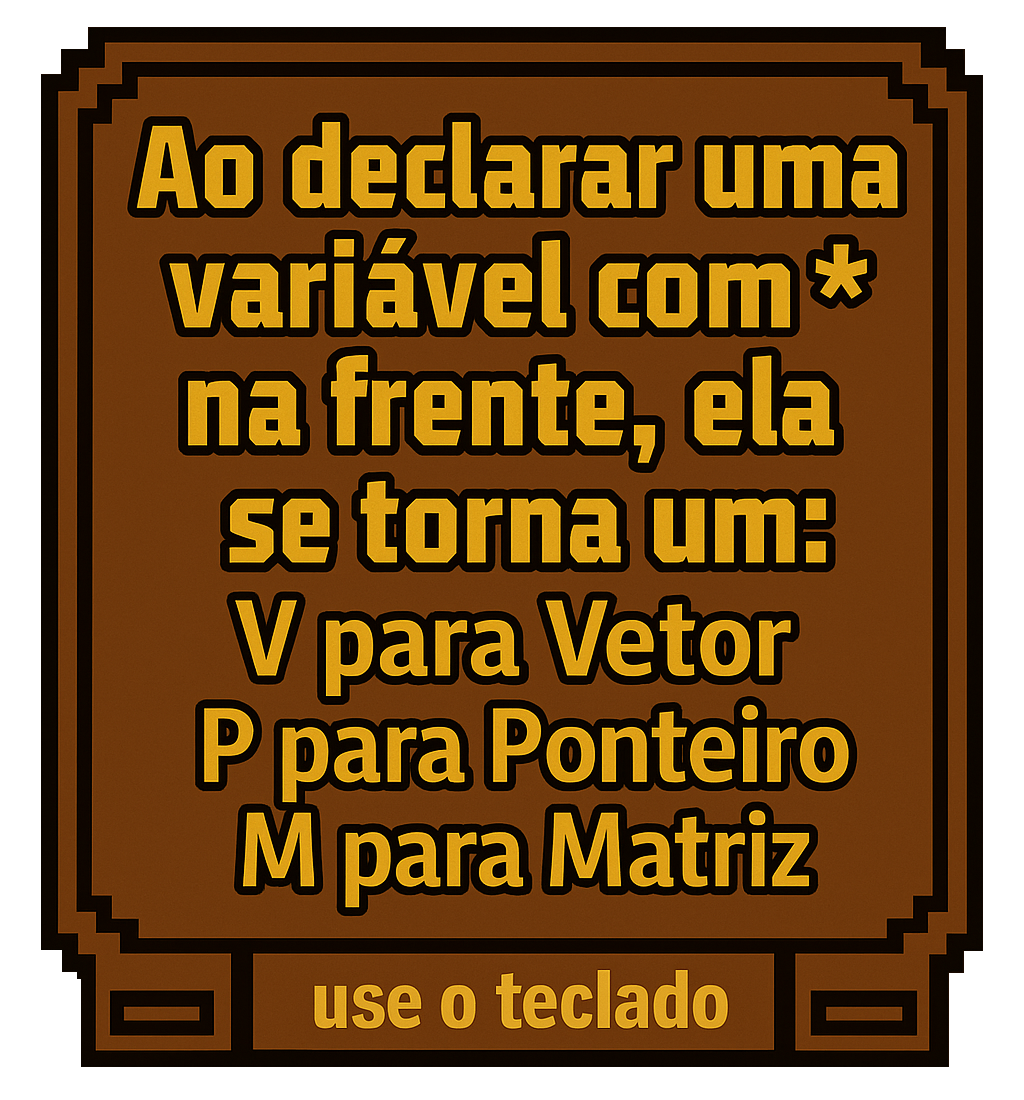 Ao declarar uma
variável com *
na frente, ela
se torna um:
V para Vetor
P para Ponteiro
M para Matriz
use o teclado